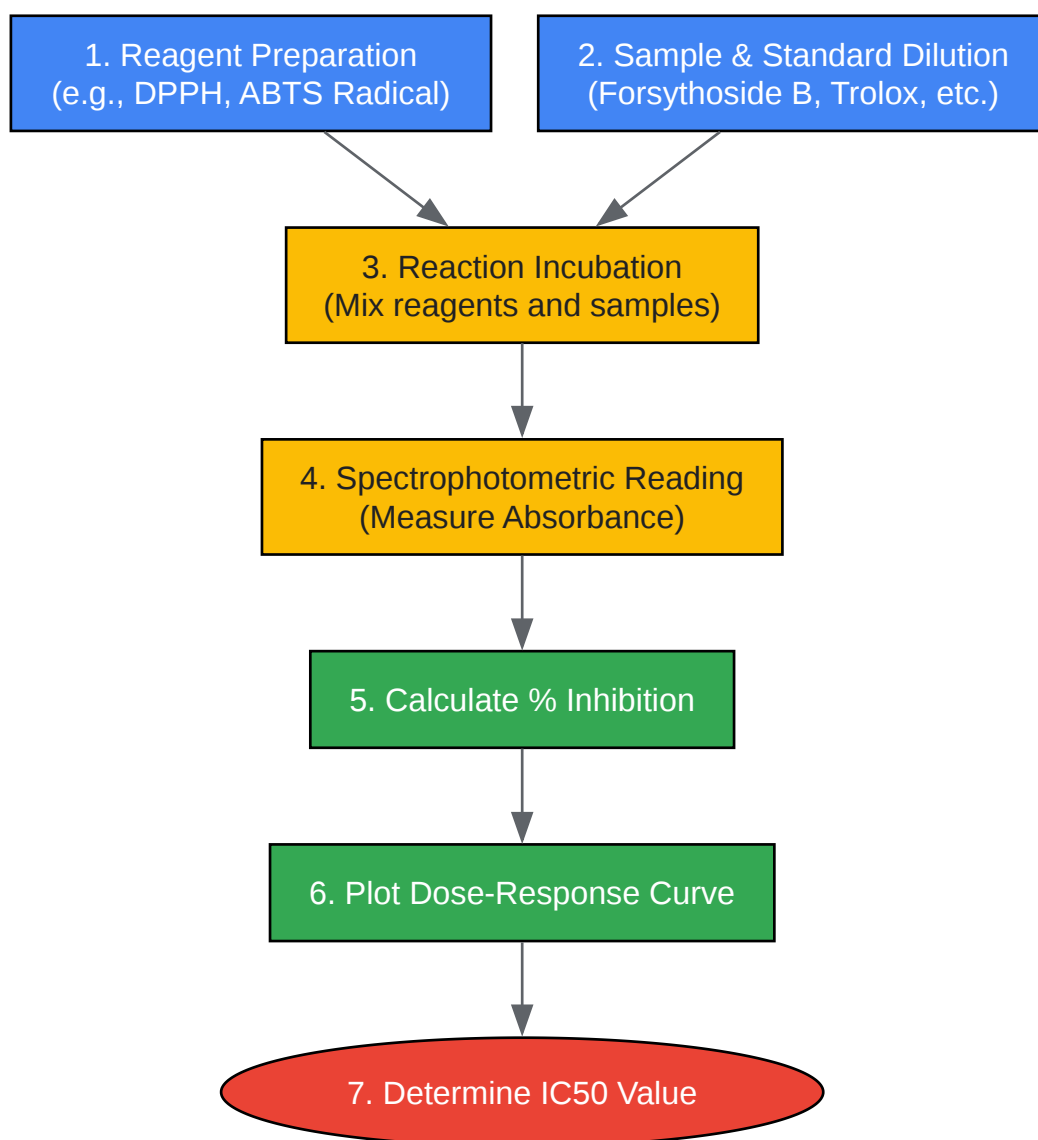 1. Reagent Preparation
(e.g., DPPH, ABTS Radical)
2. Sample & Standard Dilution
(Forsythoside B, Trolox, etc.)
3. Reaction Incubation
(Mix reagents and samples)
4. Spectrophotometric Reading
(Measure Absorbance)
5. Calculate % Inhibition
6. Plot Dose-Response Curve
7. Determine IC50 Value